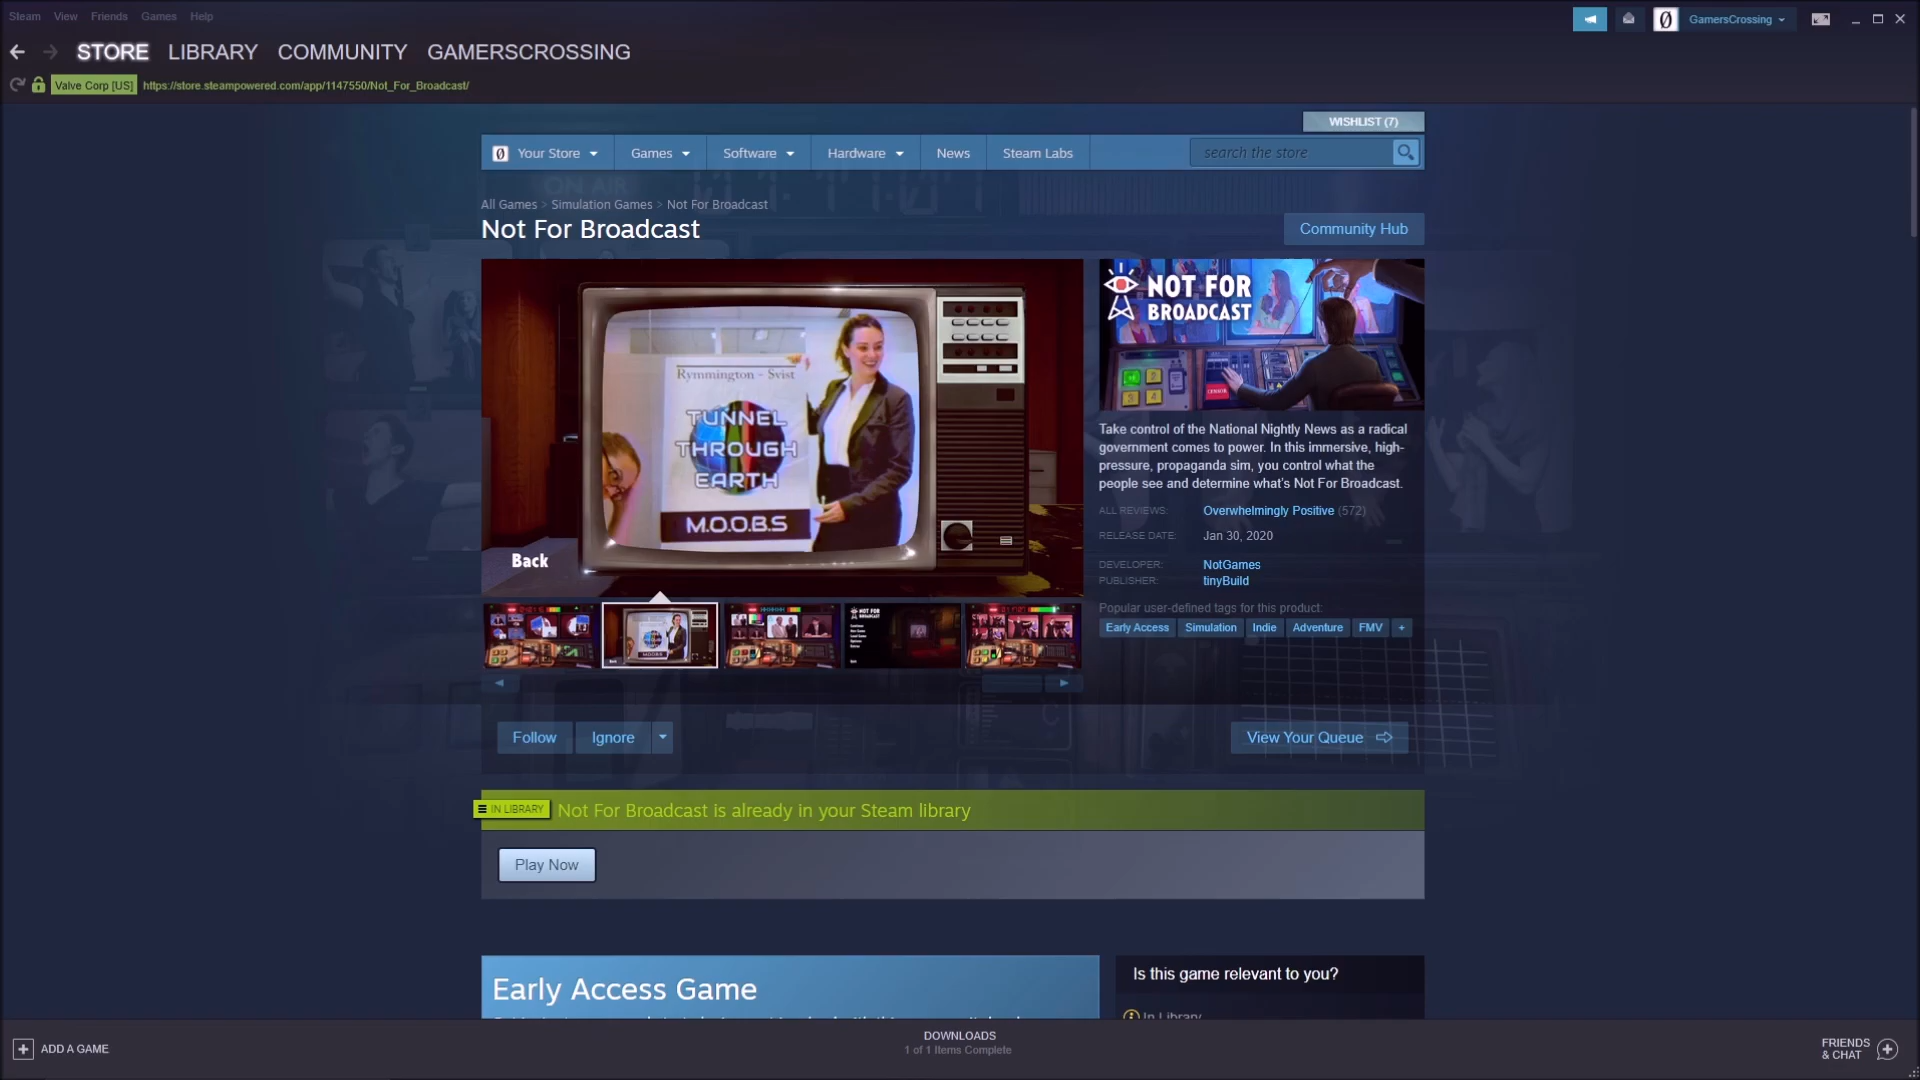 Steam View Friends Games Help
GamersCrossing
STORE LIBRARY COMMUNITY GAMERSCROSSING
Valve Corp [US] https://store.steampowered.com/app/1147550/Not_For_Broadcast/
WISHLIST (7)
Your Store Games Software Hardware News Steam Labs search the store
ON AIR
All Games > Simulation Games > Not For Broadcast
Not For Broadcast
Community Hub
Rymmington - Svist
TUNNEL
THROUGH
EARTH
M.O.O.B.S
Back
NOT FOR
BROADCAST
Take control of the National Nightly News as a radical
government comes to power. In this immersive, high-
pressure, propaganda sim, you control what the
people see and determine what's Not For Broadcast.
ALL REVIEWS: Overwhelmingly Positive (572)
RELEASE DATE: Jan 30, 2020
DEVELOPER: NotGames
PUBLISHER: tinyBuild
Popular user-defined tags for this product:
Early Access Simulation Indie Adventure FMV +
Follow Ignore
View Your Queue
IN LIBRARY Not For Broadcast is already in your Steam library
Play Now
Early Access Game
Is this game relevant to you?
In Library
ADD A GAME
DOWNLOADS
1 of 1 Items Complete
FRIENDS
& CHAT